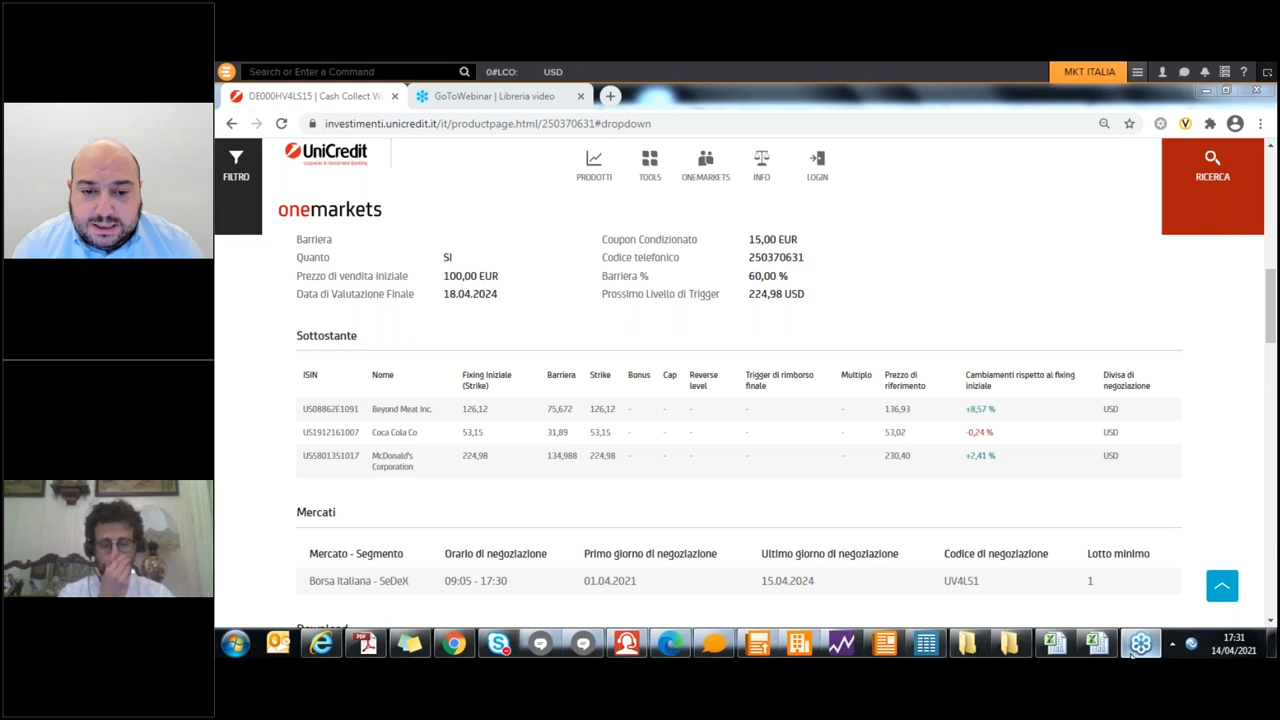 Search or Enter a Command
0#LCO:
USD
MKT ITALIA
DE000HV4LS15 | Cash Collect W
GoToWebinar | Libreria video
investimenti.unicredit.it/it/productpage.html/250370631#dropdown
FILTRO
UniCredit
PRODOTTI
TOOLS
ONEMARKETS
INFO
LOGIN
RICERCA
onemarkets
Barriera
Coupon Condizionato 15,00 EUR
Quanto SI
Codice telefonico 250370631
Prezzo di vendita iniziale 100,00 EUR
Barriera % 60,00 %
Data di Valutazione Finale 18.04.2024
Prossimo Livello di Trigger 224,98 USD
Sottostante
ISIN Nome Fixing Iniziale (Strike) Barriera Strike Bonus Cap Reverse level Trigger di rimborso finale Multiplo Prezzo di riferimento Cambiamenti rispetto al fixing iniziale Divisa di negoziazione
US08862E1091 Beyond Meat Inc. 126,12 75,672 126,12 - - - - - 136,93 +8,57 % USD
US1912161007 Coca Cola Co 53,15 31,89 53,15 - - - - - 53,02 -0,24 % USD
US5801351017 McDonald's Corporation 224,98 134,988 224,98 - - - - - 230,40 +2,41 % USD
Mercati
Mercato - Segmento Orario di negoziazione Primo giorno di negoziazione Ultimo giorno di negoziazione Codice di negoziazione Lotto minimo
Borsa Italiana - SeDeX 09:05 - 17:30 01.04.2021 15.04.2024 UV4LS1 1
17:31
14/04/2021